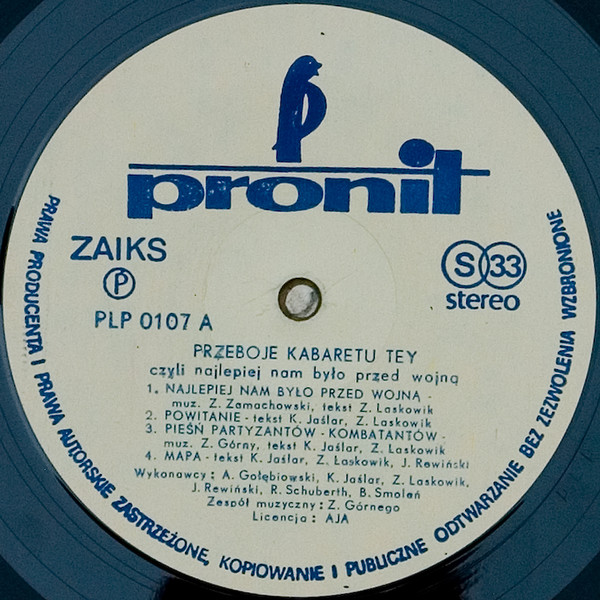 pronit
ZAIKS
P
S 33
stereo
PLP 0107 A
PRZEBOJE KABARETU TEY
czyli najlepiej nam było przed wojną
1. NAJLEPIEJ NAM BYŁO PRZED WOJNĄ -
muz. Z. Zamachowski, tekst Z. Laskowik
2. POWITANIE - tekst K. Jaślar, Z. Laskowik
3. PIEŚŃ PARTYZANTÓW - KOMBATANTÓW -
muz. Z. Górny, tekst K. Jaślar, Z. Laskowik
4. MAPA - tekst K. Jaślar, Z. Laskowik, J. Rewiński
Wykonawcy: A. Gołębiowski, K. Jaślar, Z. Laskowik,
J. Rewiński, R. Schuberth, B. Smoleń
Zespół muzyczny: Z. Górnego
Licencja: AJA
PRAWA PRODUCENTA I PRAWA AUTORSKIE ZASTRZEŻONE, KOPIOWANIE I PUBLICZNE ODTWARZANIE BEZ ZEZWOLENIA WZBRONIONE